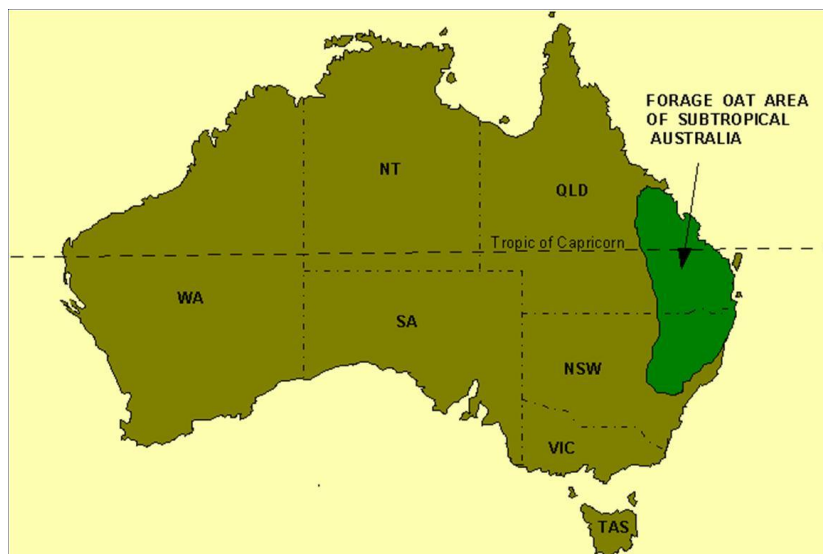 FORAGE OAT AREA
OF SUBTROPICAL
AUSTRALIA
NT
QLD
Tropic of Capricorn
WA
SA
NSW
VIC
TAS